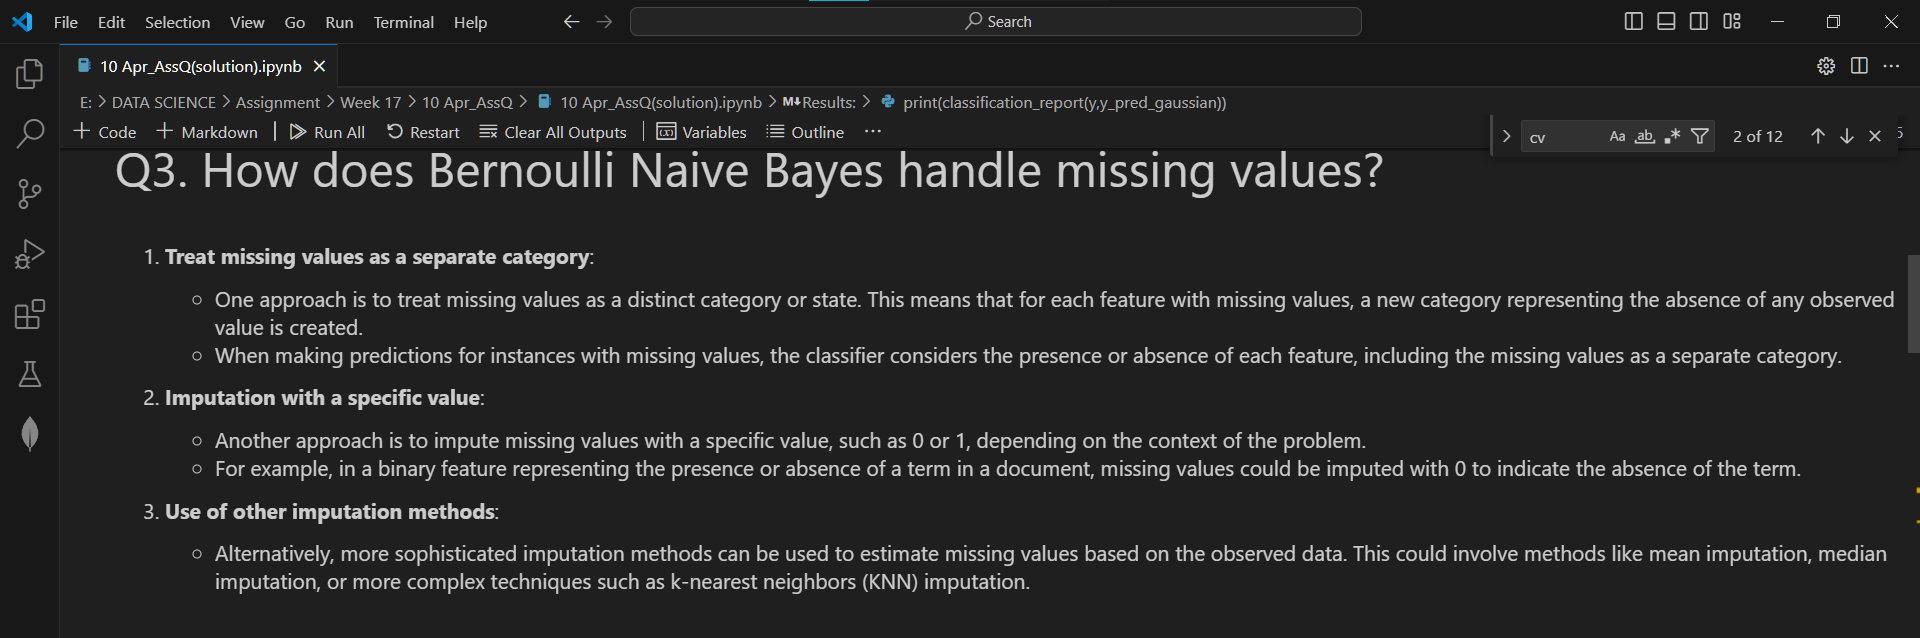 File Edit Selection View Go Run Terminal Help
Search
10 Apr_AssQ(solution).ipynb
E: > DATA SCIENCE > Assignment > Week 17 > 10 Apr_AssQ > 10 Apr_AssQ(solution).ipynb > M↓Results: > print(classification_report(y,y_pred_gaussian))
+ Code + Markdown | Run All Restart Clear All Outputs | Variables Outline ···
cv Aa ab .* 2 of 12
Q3. How does Bernoulli Naive Bayes handle missing values?
1. Treat missing values as a separate category:
○ One approach is to treat missing values as a distinct category or state. This means that for each feature with missing values, a new category representing the absence of any observed
value is created.
○ When making predictions for instances with missing values, the classifier considers the presence or absence of each feature, including the missing values as a separate category.
2. Imputation with a specific value:
○ Another approach is to impute missing values with a specific value, such as 0 or 1, depending on the context of the problem.
○ For example, in a binary feature representing the presence or absence of a term in a document, missing values could be imputed with 0 to indicate the absence of the term.
3. Use of other imputation methods:
○ Alternatively, more sophisticated imputation methods can be used to estimate missing values based on the observed data. This could involve methods like mean imputation, median
imputation, or more complex techniques such as k-nearest neighbors (KNN) imputation.